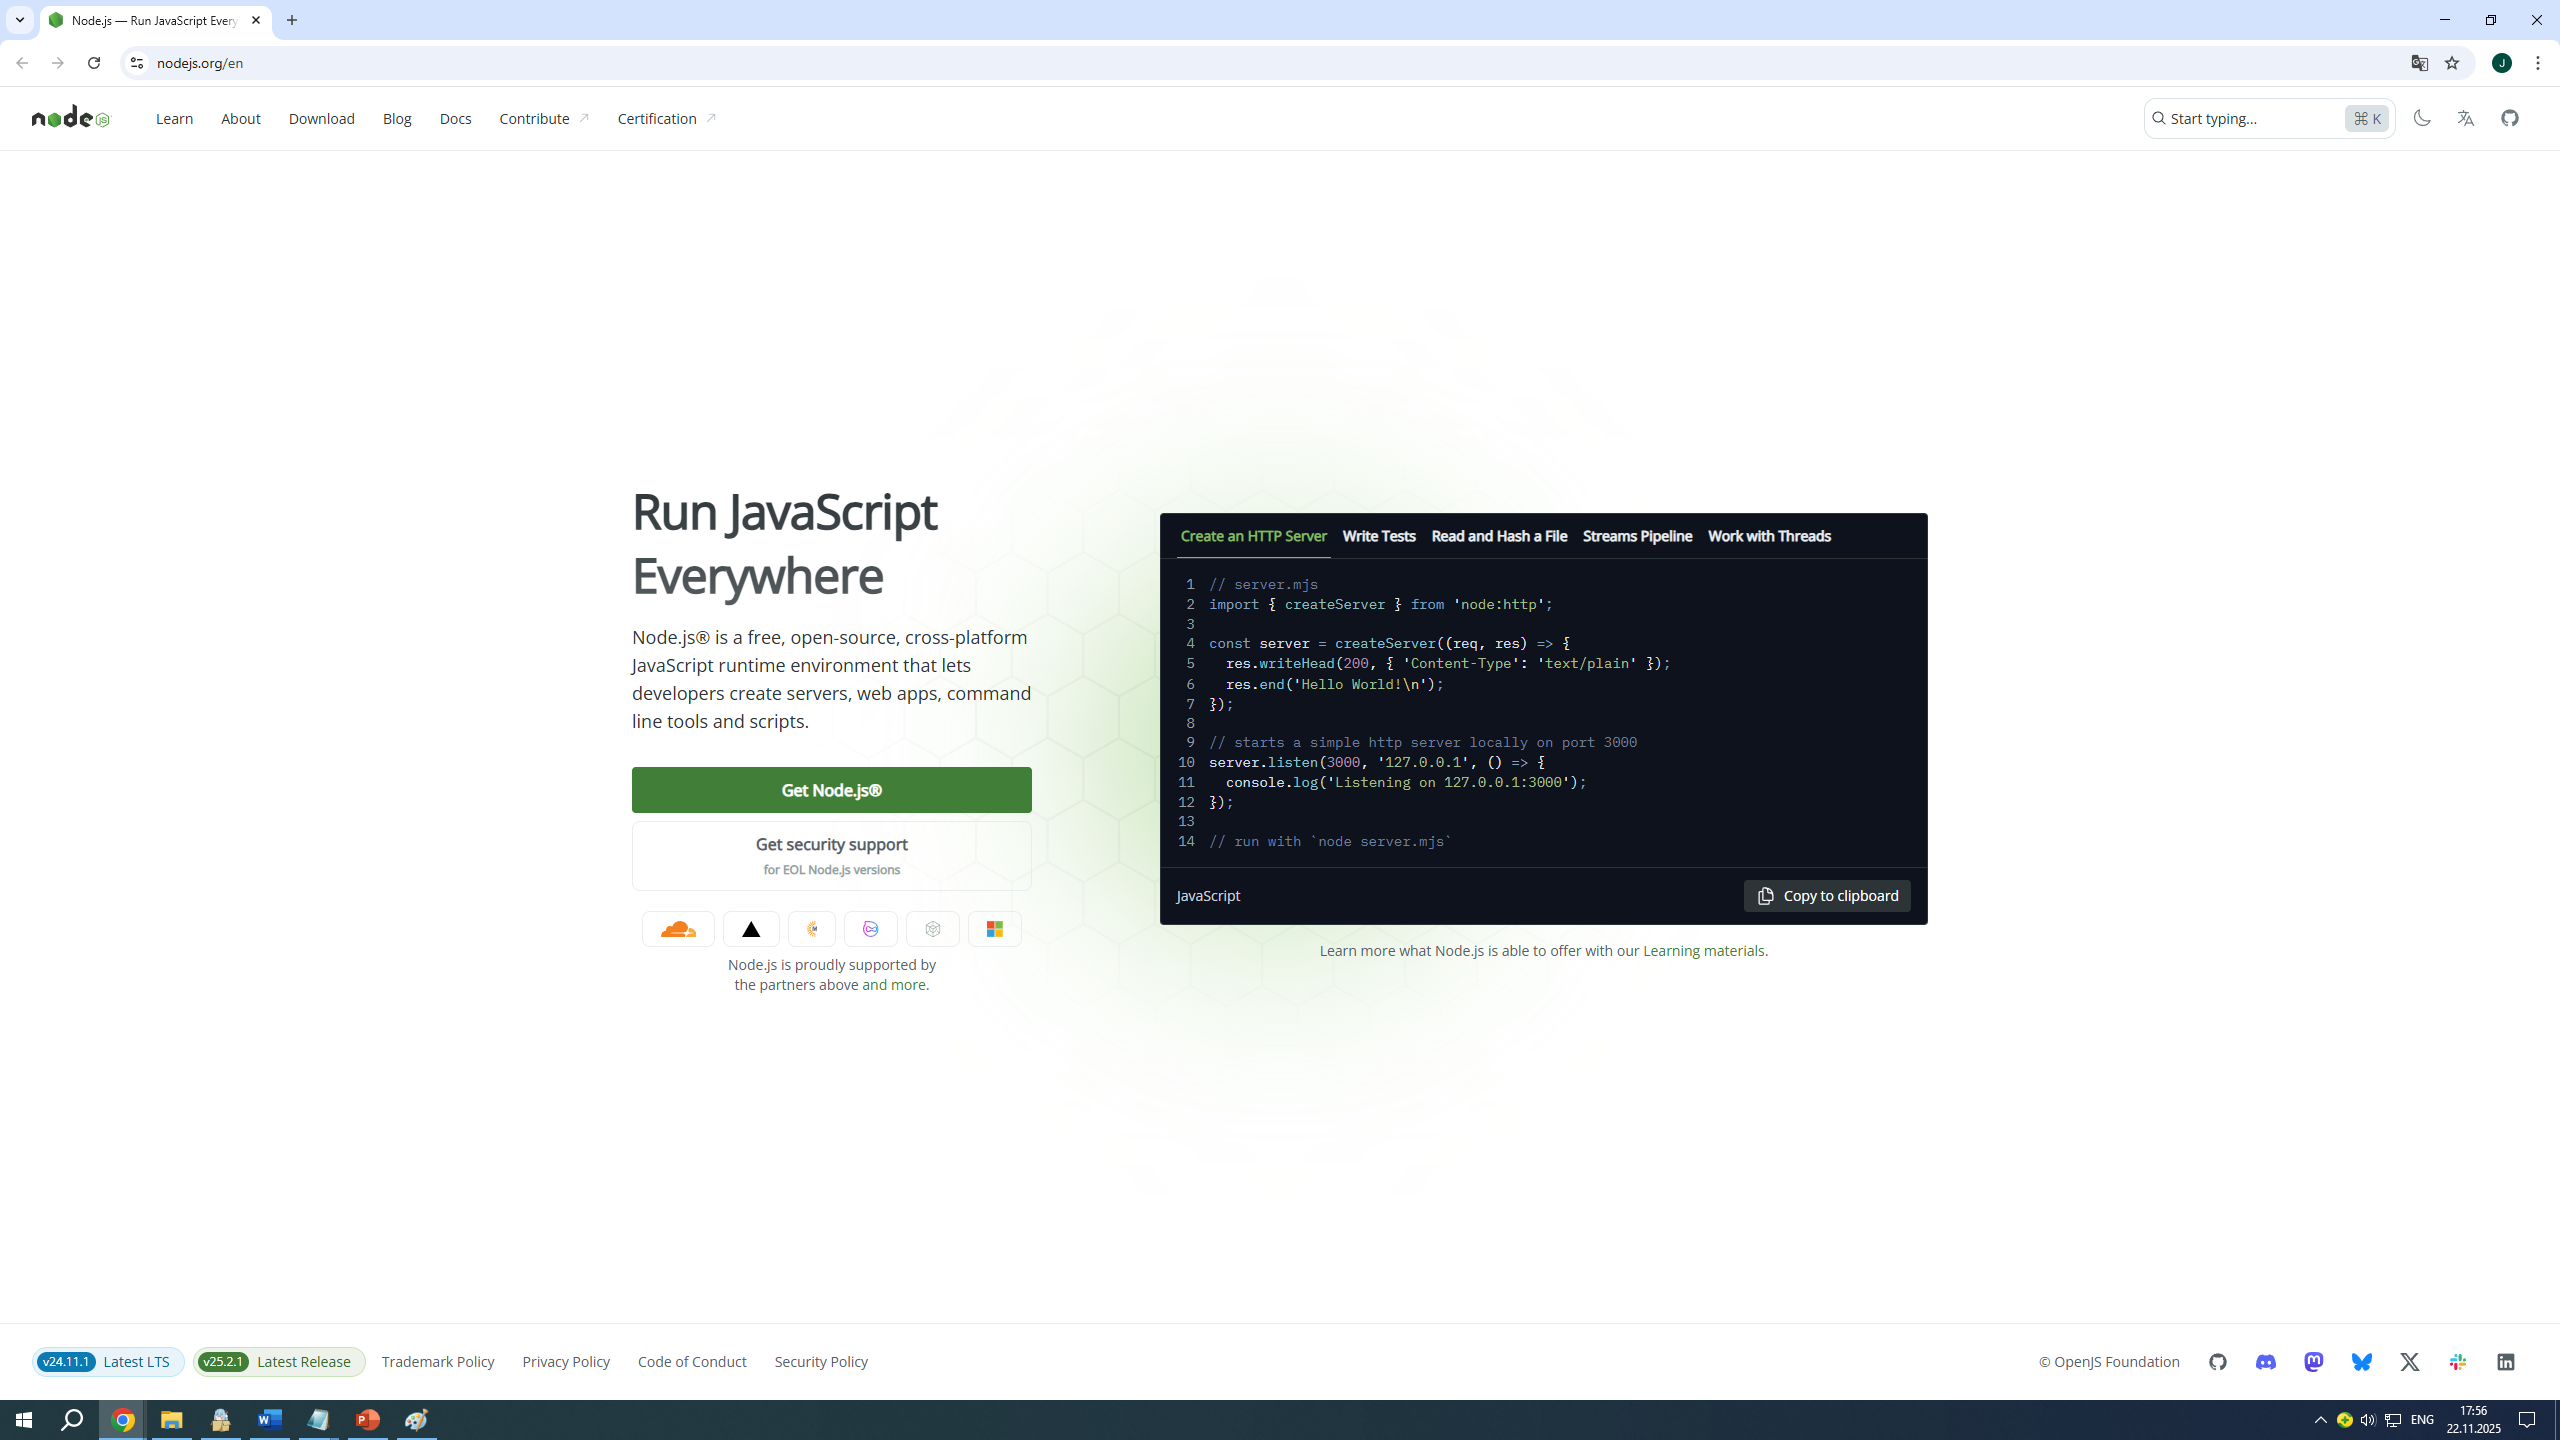 Node.js — Run JavaScript Every
nodejs.org/en
node JS
Learn About Download Blog Docs Contribute Certification
Start typing... ⌘ K
Run JavaScript
Everywhere
Node.js® is a free, open-source, cross-platform
JavaScript runtime environment that lets
developers create servers, web apps, command
line tools and scripts.
Get Node.js®
Get security support
for EOL Node.js versions
Node.js is proudly supported by
the partners above and more.
Create an HTTP Server Write Tests Read and Hash a File Streams Pipeline Work with Threads
1 // server.mjs
2 import { createServer } from 'node:http';
3
4 const server = createServer((req, res) => {
5 res.writeHead(200, { 'Content-Type': 'text/plain' });
6 res.end('Hello World!\n');
7 });
8
9 // starts a simple http server locally on port 3000
10 server.listen(3000, '127.0.0.1', () => {
11 console.log('Listening on 127.0.0.1:3000');
12 });
13
14 // run with `node server.mjs`
JavaScript Copy to clipboard
Learn more what Node.js is able to offer with our Learning materials.
v24.11.1 Latest LTS v25.2.1 Latest Release Trademark Policy Privacy Policy Code of Conduct Security Policy
© OpenJS Foundation
ENG
17:56
22.11.2025